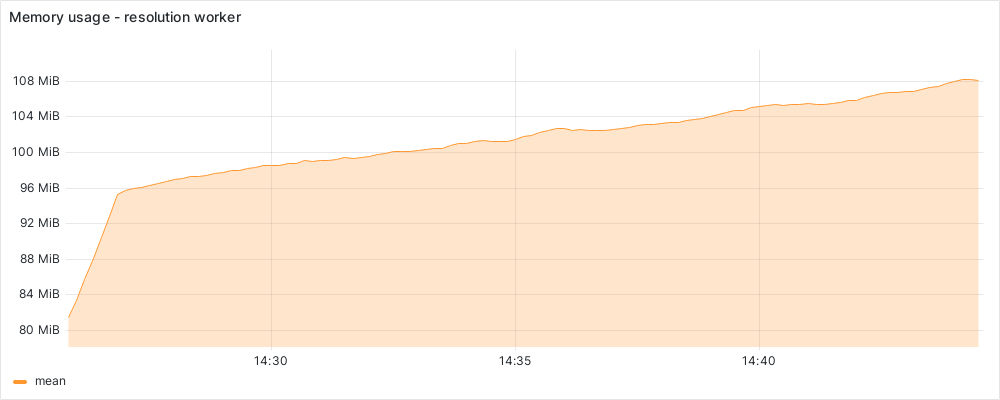 Memory usage - resolution worker
108 MiB
104 MiB
100 MiB
96 MiB
92 MiB
88 MiB
84 MiB
80 MiB
14:30 14:35 14:40
mean